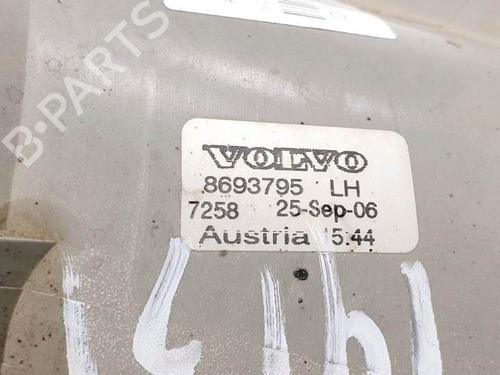 B-PARTS
VOLVO
8693795 LH
7258 25-Sep-06
Austria 15:44